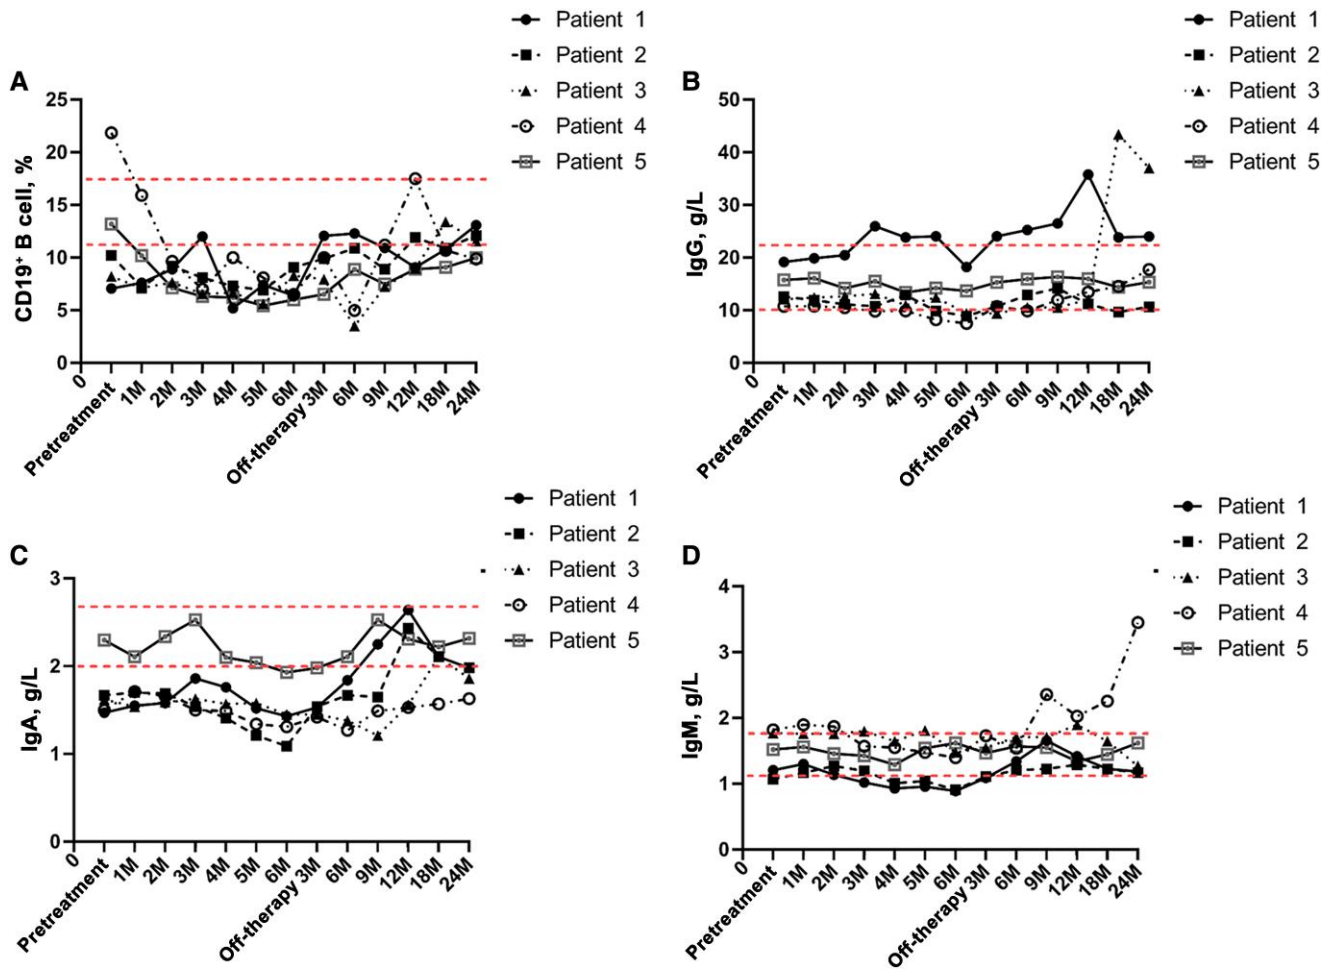 A
Patient 1
Patient 2
Patient 3
Patient 4
Patient 5
CD19⁺ B cell, %
25
20
15
10
5
0
0
Pretreatment
1M
2M
3M
4M
5M
6M
Off-therapy 3M
6M
9M
12M
18M
24M
B
Patient 1
Patient 2
Patient 3
Patient 4
Patient 5
IgG, g/L
50
40
30
20
10
0
0
Pretreatment
1M
2M
3M
4M
5M
6M
Off-therapy 3M
6M
9M
12M
18M
24M
C
Patient 1
Patient 2
Patient 3
Patient 4
Patient 5
IgA, g/L
3
2
1
0
0
Pretreatment
1M
2M
3M
4M
5M
6M
Off-therapy 3M
6M
9M
12M
18M
24M
D
Patient 1
Patient 2
Patient 3
Patient 4
Patient 5
IgM, g/L
4
3
2
1
0
0
Pretreatment
1M
2M
3M
4M
5M
6M
Off-therapy 3M
6M
9M
12M
18M
24M